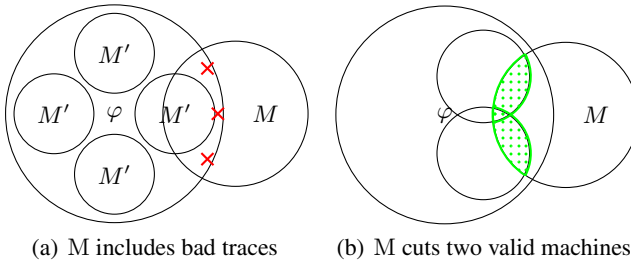 M′
M′ φ M′ M
M′
φ M
(a) M includes bad traces
(b) M cuts two valid machines